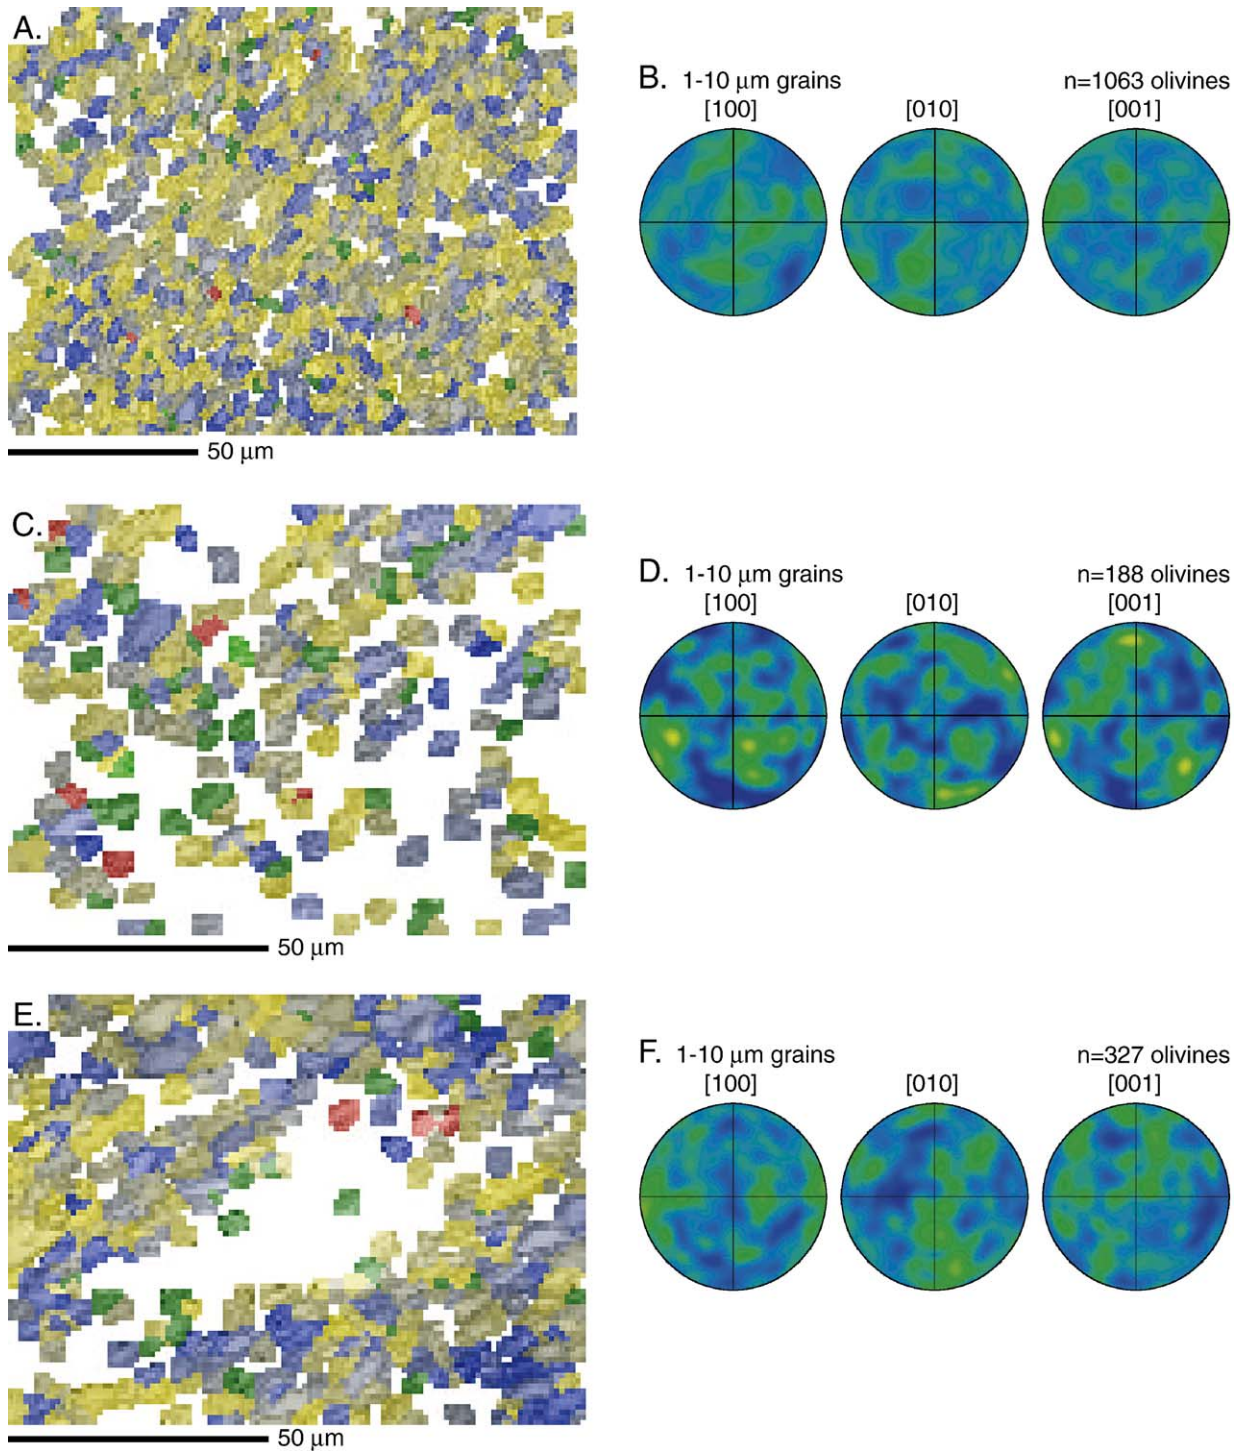 A.
50 μm
B. 1-10 μm grains n=1063 olivines
[100] [010] [001]
C.
50 μm
D. 1-10 μm grains n=188 olivines
[100] [010] [001]
E.
50 μm
F. 1-10 μm grains n=327 olivines
[100] [010] [001]